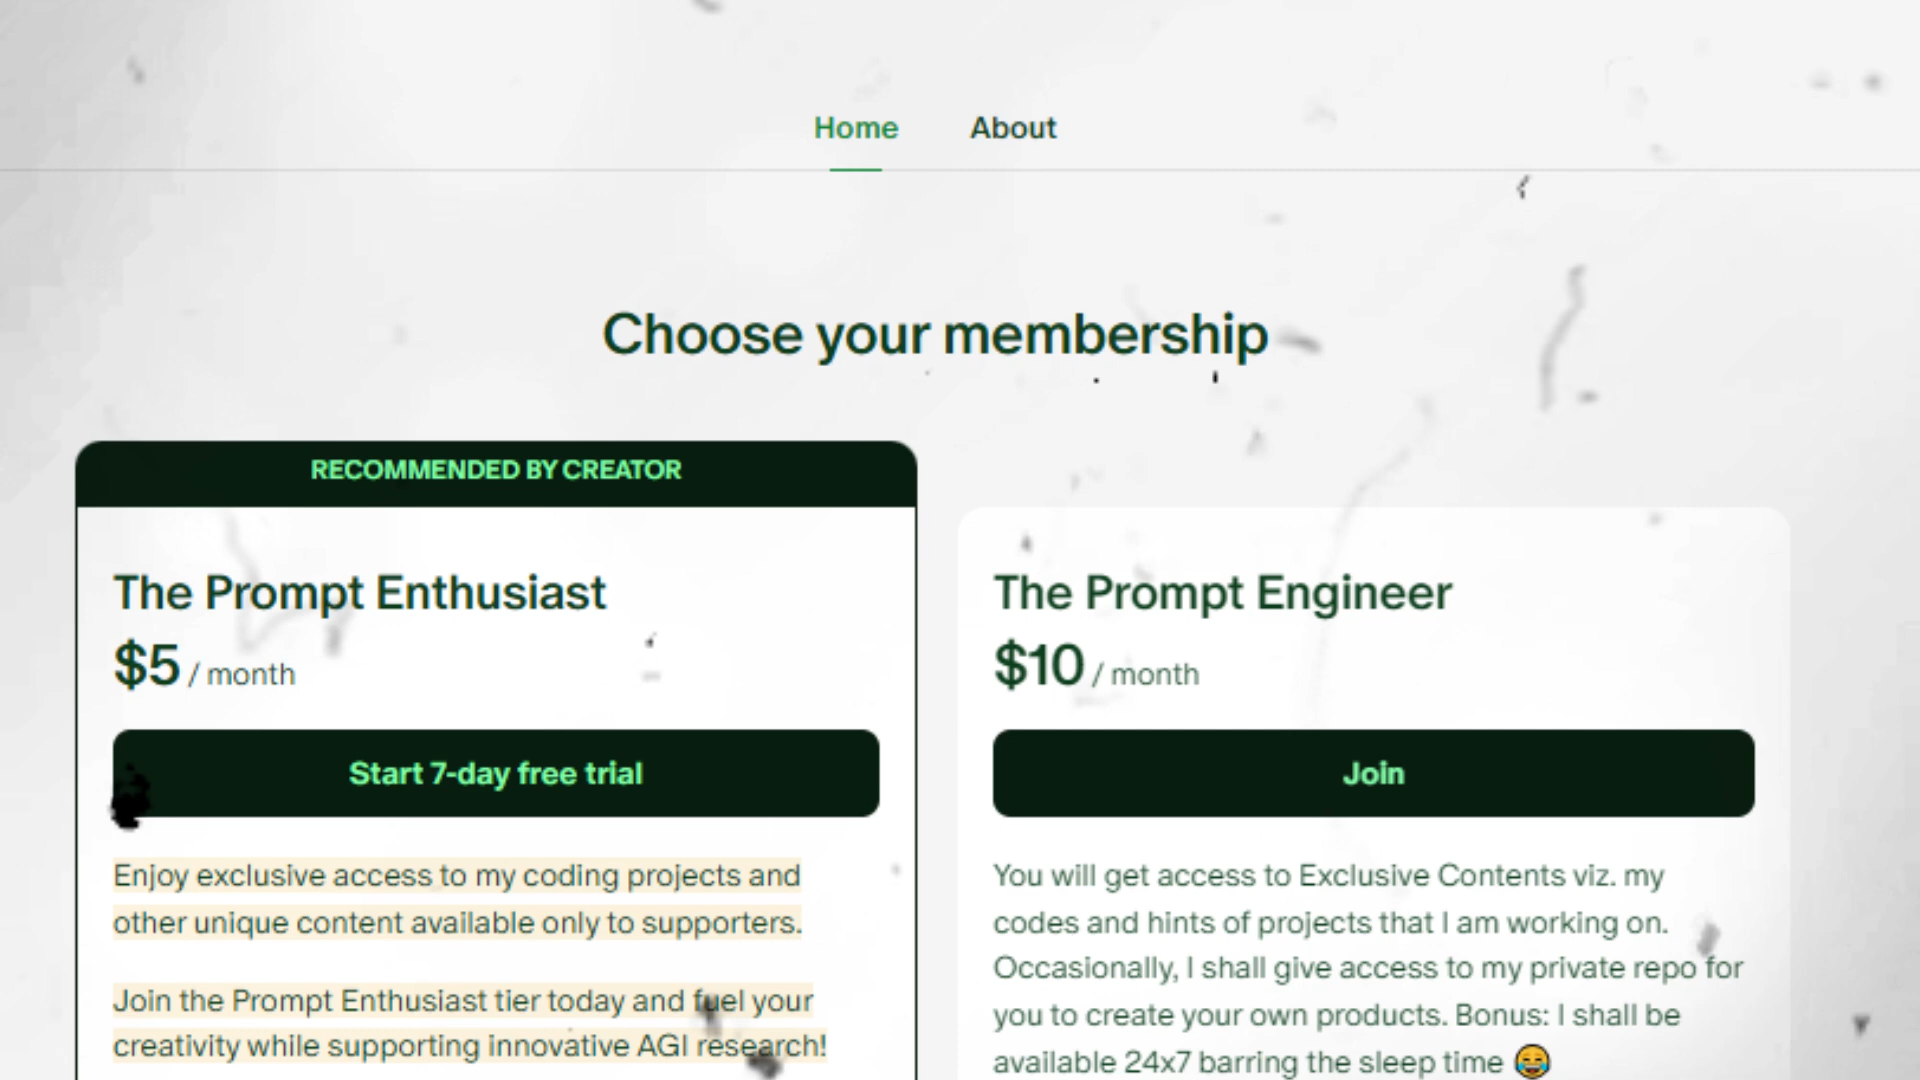 Home About
Choose your membership
RECOMMENDED BY CREATOR
The Prompt Enthusiast
$5 / month
Start 7-day free trial
Enjoy exclusive access to my coding projects and
other unique content available only to supporters.
Join the Prompt Enthusiast tier today and fuel your
creativity while supporting innovative AGI research!
The Prompt Engineer
$10 / month
Join
You will get access to Exclusive Contents viz. my
codes and hints of projects that I am working on.
Occasionally, I shall give access to my private repo for
you to create your own products. Bonus: I shall be
available 24x7 barring the sleep time 😂